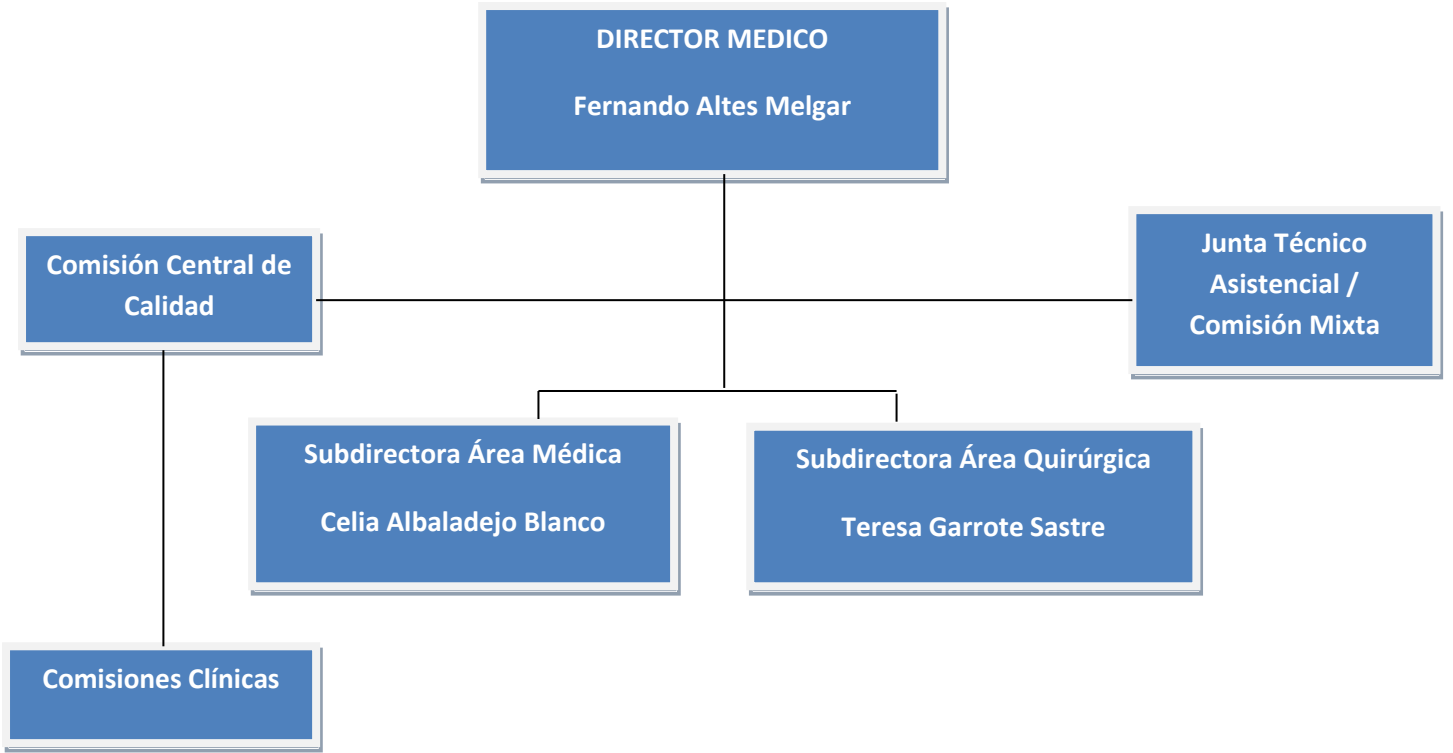 DIRECTOR MEDICO
Fernando Altes Melgar
Comisión Central de
Calidad
Junta Técnico
Asistencial /
Comisión Mixta
Subdirectora Área Médica
Celia Albaladejo Blanco
Subdirectora Área Quirúrgica
Teresa Garrote Sastre
Comisiones Clínicas